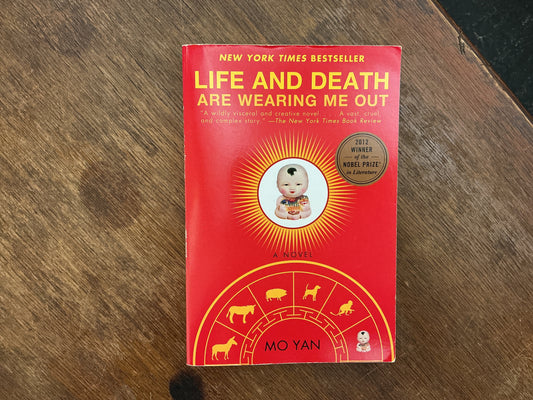 NEW YORK TIMES BESTSELLER
LIFE AND DEATH
ARE WEARING ME OUT
"A wildly visceral and creative novel. . . . A vast, cruel,
and complex story." —The New York Times Book Review
2012
WINNER
of the
NOBEL PRIZE®
in Literature
A NOVEL
MO YAN